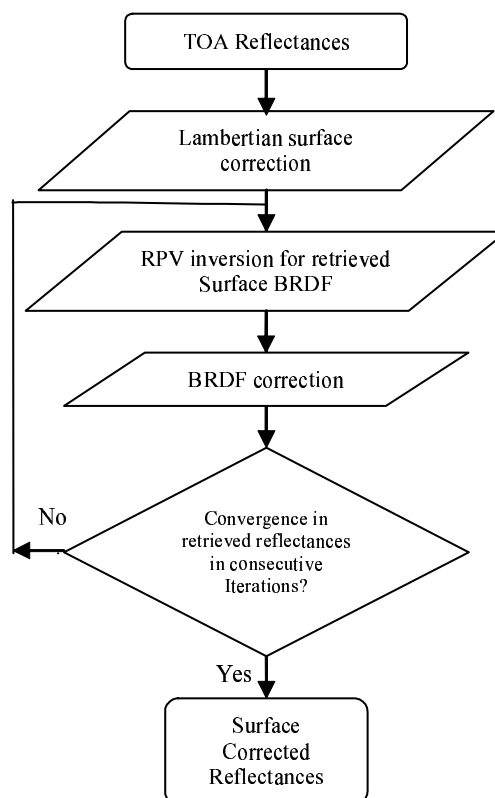 TOA Reflectances
Lambertian surface
correction
RPV inversion for retrieved
Surface BRDF
BRDF correction
Convergence in
retrieved reflectances
in consecutive
Iterations?
No
Yes
Surface
Corrected
Reflectances